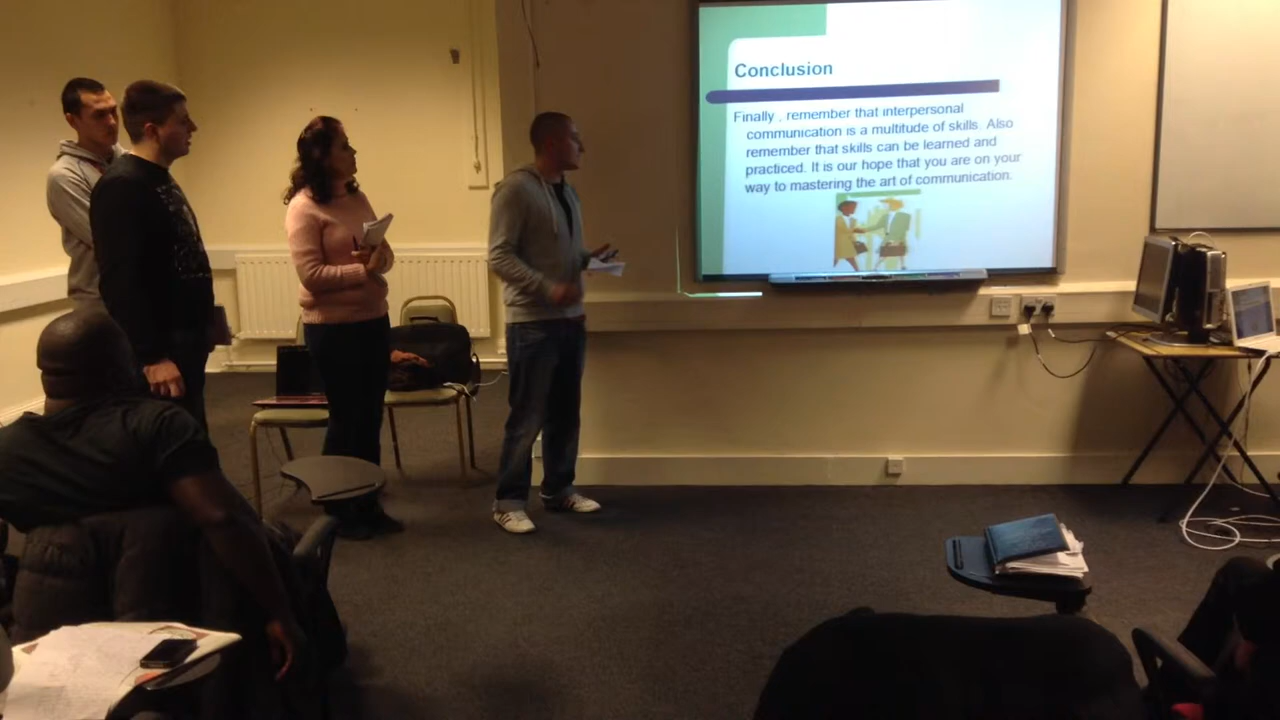 Conclusion
Finally , remember that interpersonal
communication is a multitude of skills. Also
remember that skills can be learned and
practiced. It is our hope that you are on your
way to mastering the art of communication.